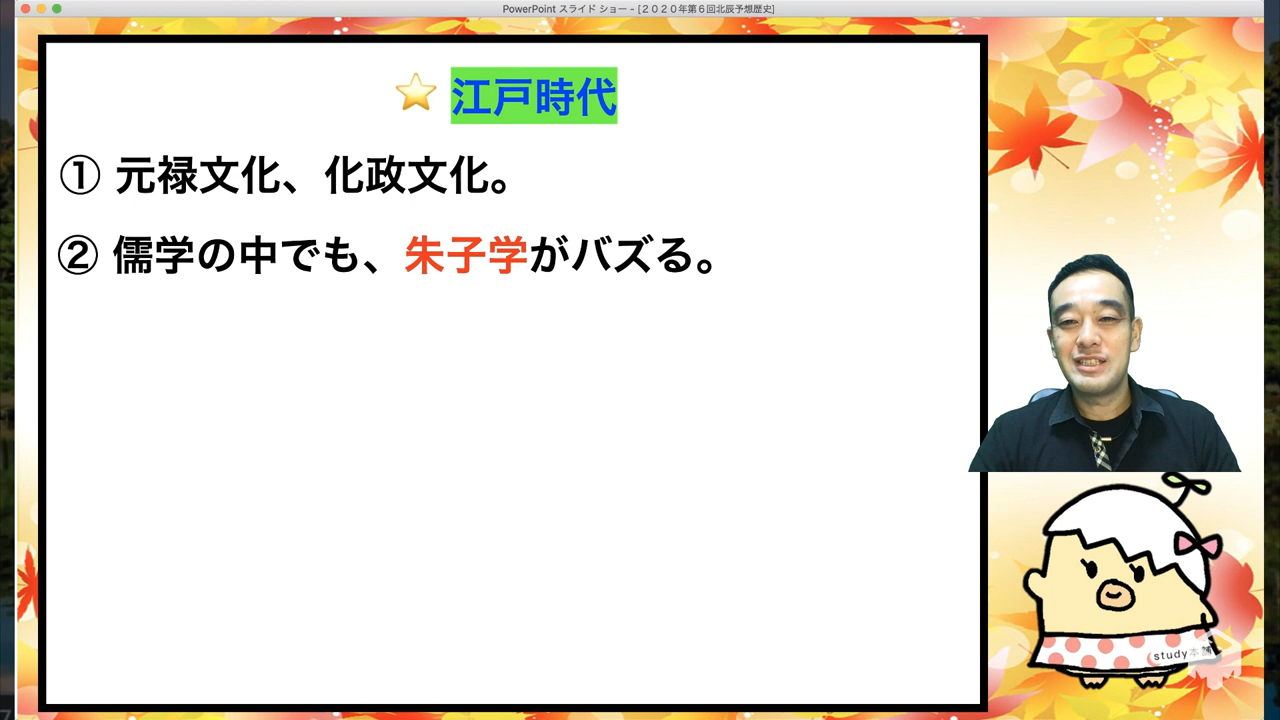 PowerPoint スライド ショー - [２０２０年第６回北辰予想歴史]
⭐ 江戸時代
① 元禄文化、化政文化。
② 儒学の中でも、朱子学がバズる。
study本舗